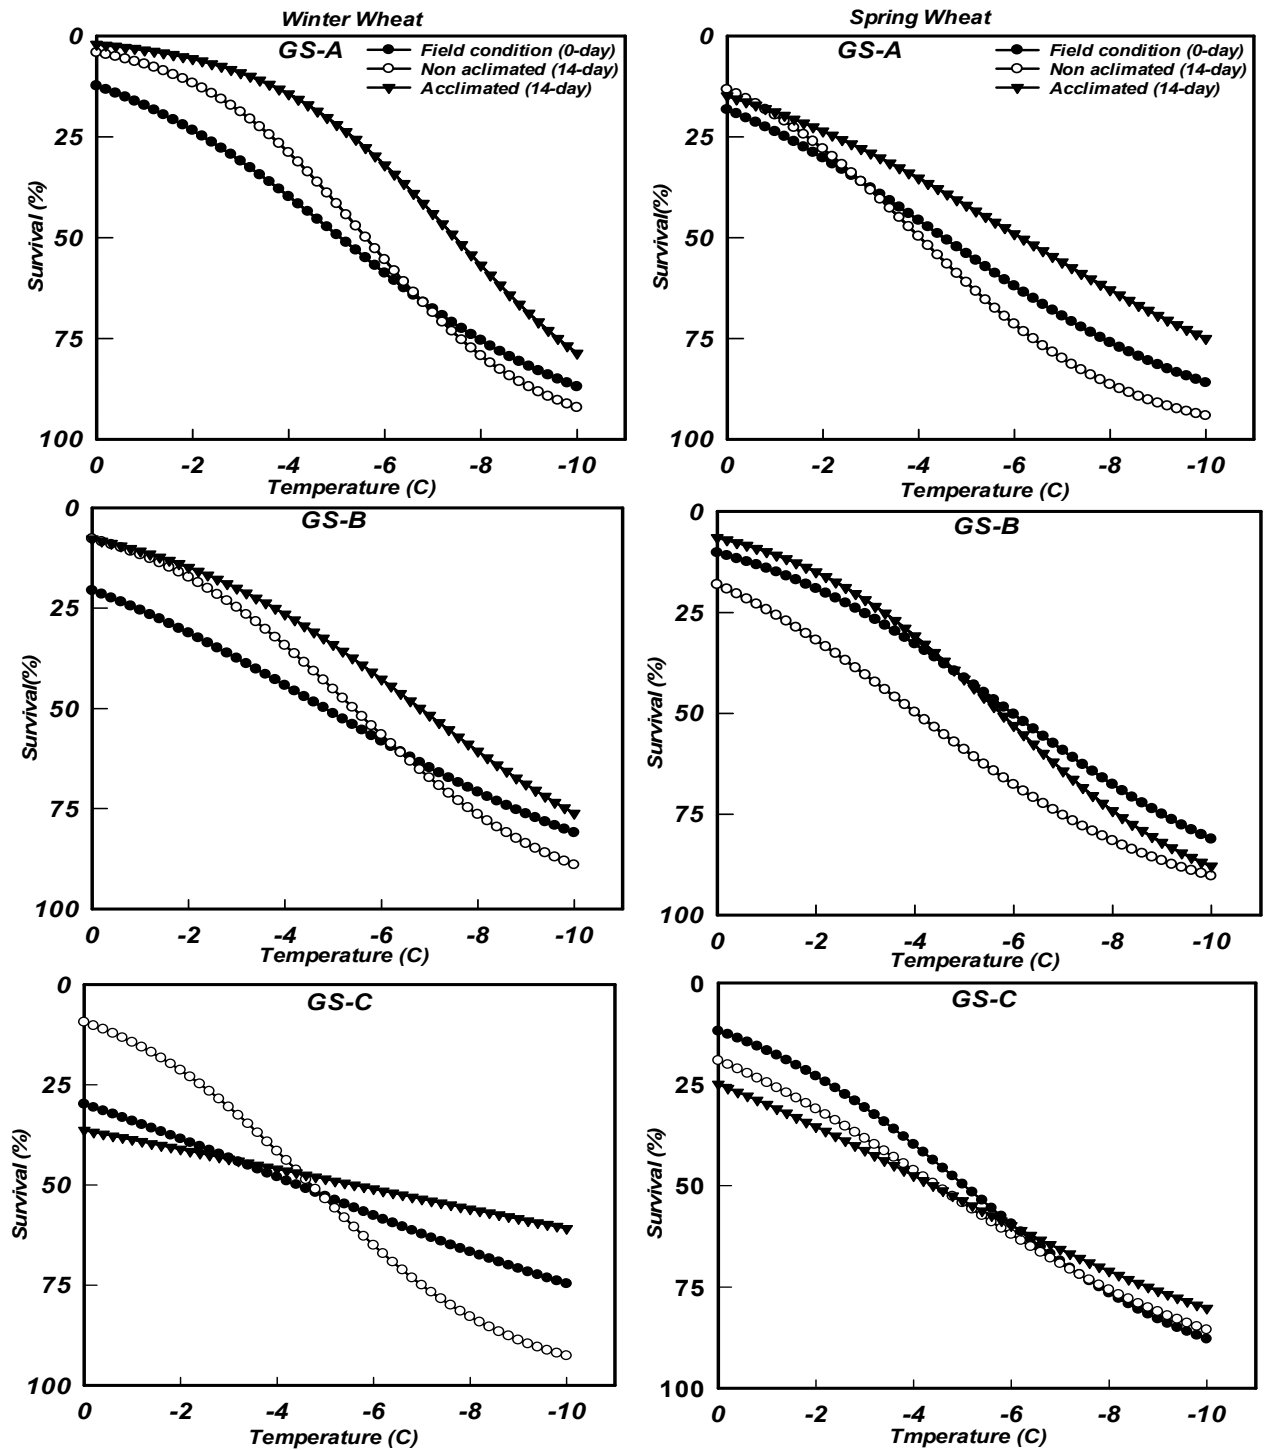 Winter Wheat
GS-A
Field condition (0-day)
Non aclimated (14-day)
Acclimated (14-day)
Survival (%)
0
25
50
75
100
0 -2 -4 -6 -8 -10
Temperature (C)
Spring Wheat
GS-A
Field condition (0-day)
Non aclimated (14-day)
Acclimated (14-day)
Survival(%)
0
25
50
75
100
0 -2 -4 -6 -8 -10
Temperature (C)
GS-B
Survival(%)
0
25
50
75
100
0 -2 -4 -6 -8 -10
Temperature (C)
GS-B
Survival (%)
0
25
50
75
100
0 -2 -4 -6 -8 -10
Temperature (C)
GS-C
Survival (%)
0
25
50
75
100
0 -2 -4 -6 -8 -10
Temperature (C)
GS-C
Survival (%)
0
25
50
75
100
0 -2 -4 -6 -8 -10
Tmperature (C)